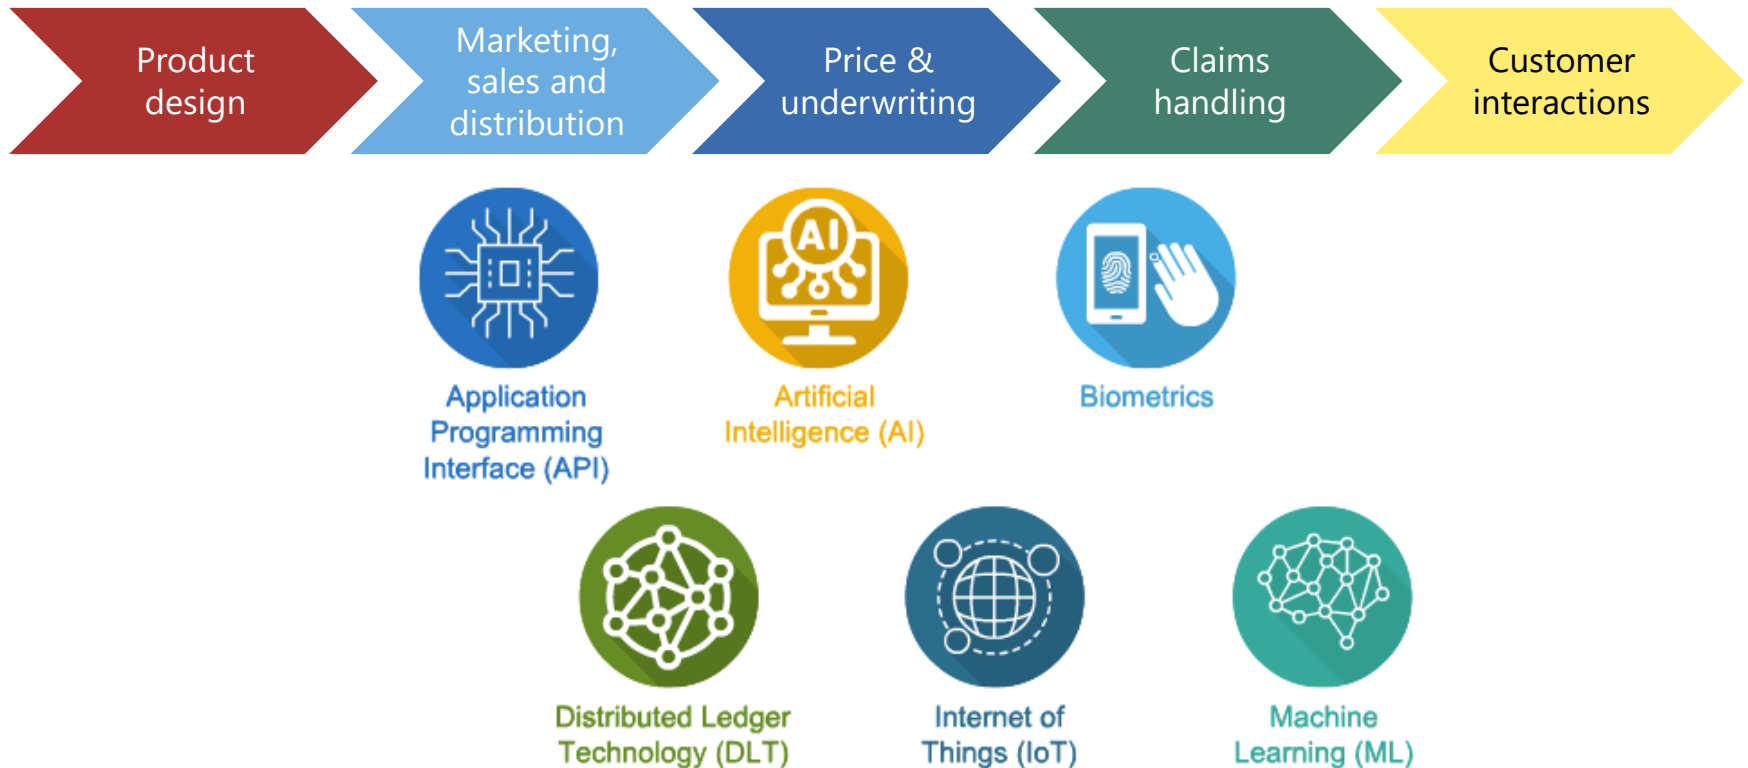 Product
design
Marketing,
sales and
distribution
Price &
underwriting
Claims
handling
Customer
interactions
AI
Application
Programming
Interface (API)
Artificial
Intelligence (AI)
Biometrics
Distributed Ledger
Technology (DLT)
Internet of
Things (IoT)
Machine
Learning (ML)